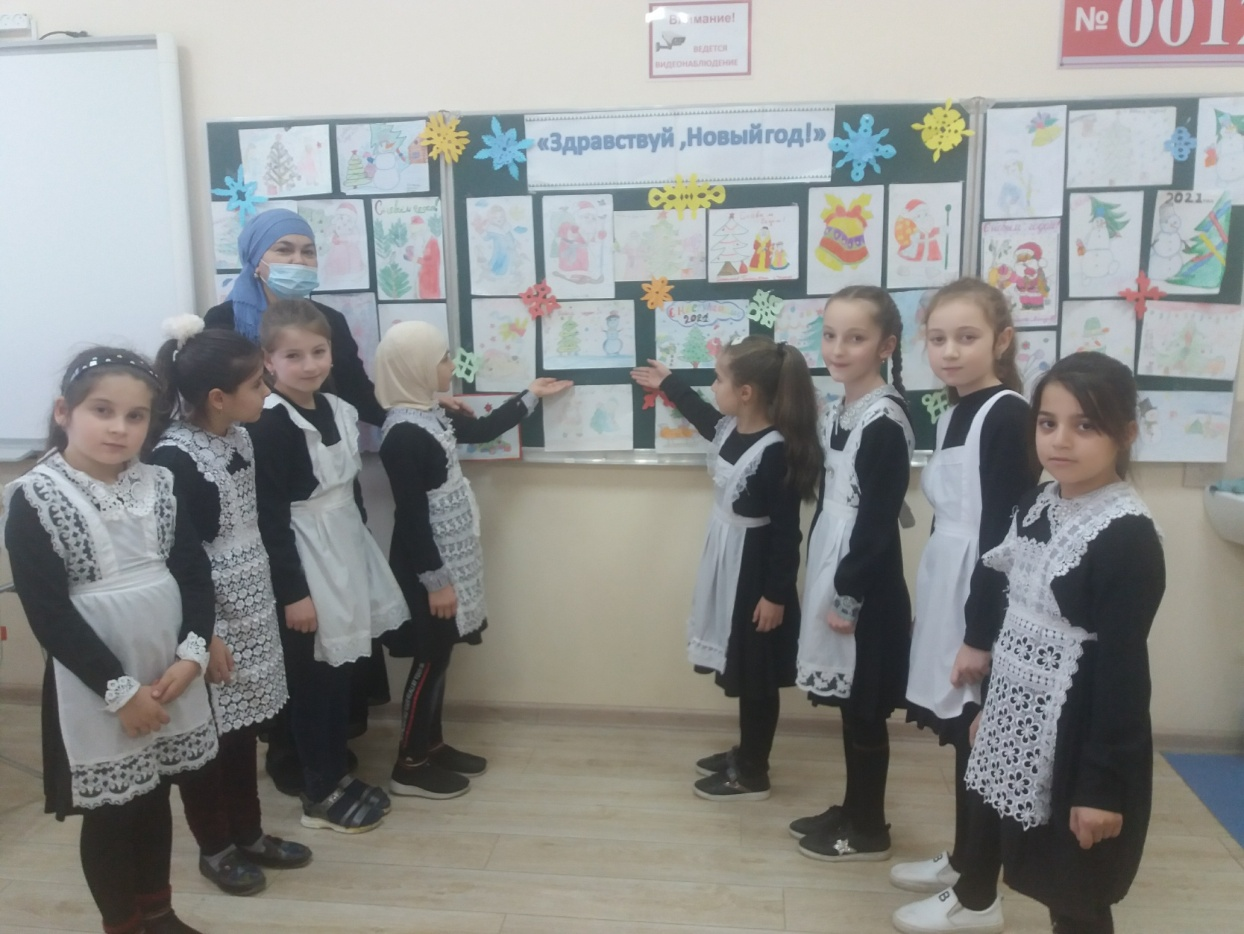 Внимание!
ВЕДЕТСЯ
ВИДЕОНАБЛЮДЕНИЕ
№ 001
«Здравствуй ,Новый год!»
2021
2021